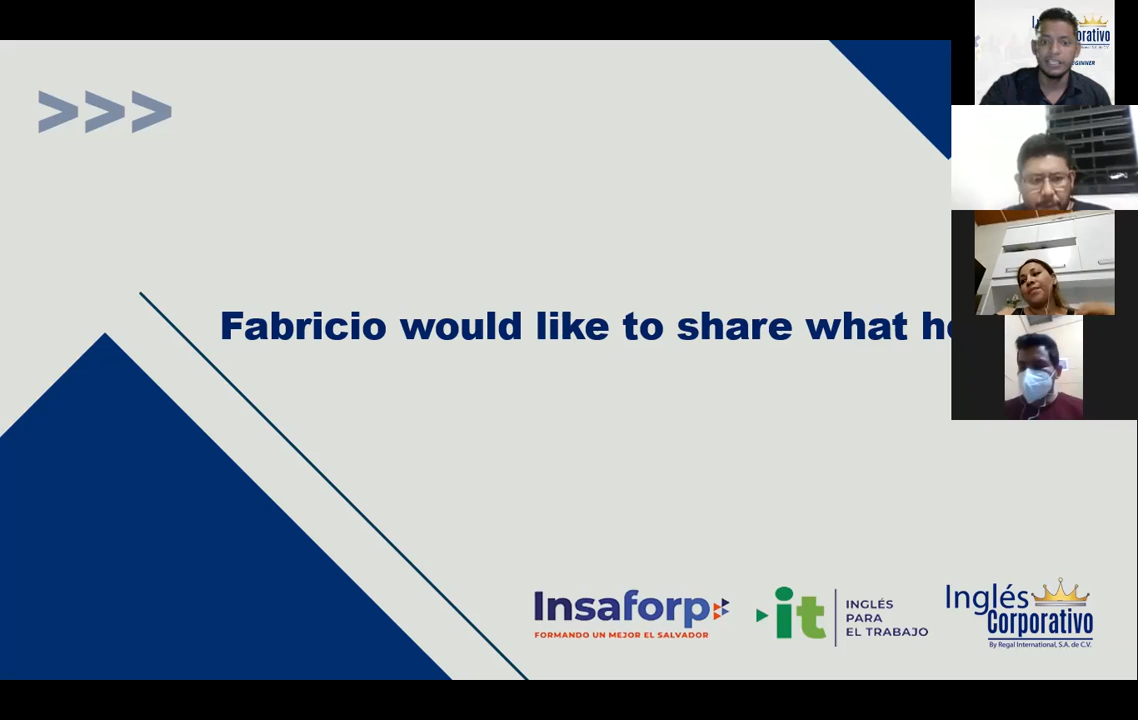 >>>
Fabricio would like to share what
Insaforp
FORMANDO UN MEJOR EL SALVADOR
it
INGLÉS
PARA
EL TRABAJO
Inglés
Corporativo
By Regal International, S.A. de C.V.